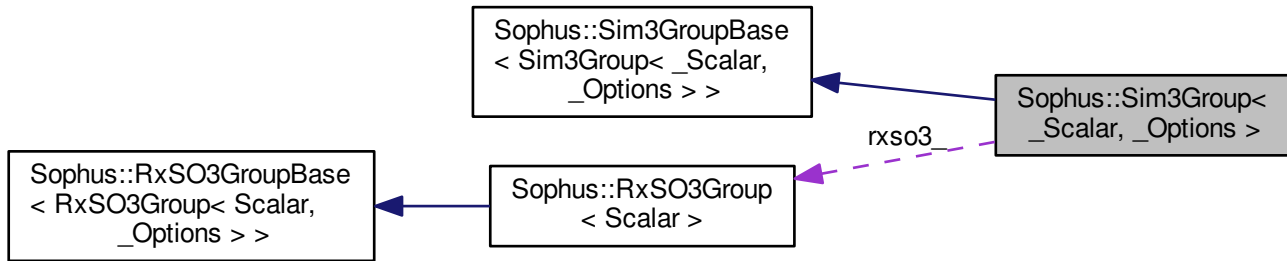 Sophus::Sim3GroupBase
< Sim3Group< _Scalar,
_Options > >
Sophus::Sim3Group<
_Scalar, _Options >
rxso3_
Sophus::RxSO3GroupBase
< RxSO3Group< Scalar,
_Options > >
Sophus::RxSO3Group
< Scalar >